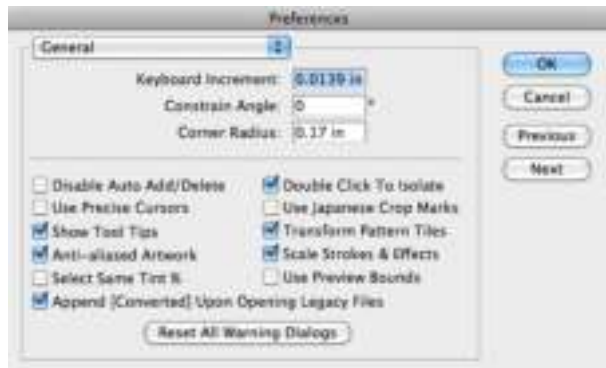 Preferences
General
OK
Keyboard Increment: 0.0139 in
Cancel
Constrain Angle: 0 °
Corner Radius: 0.17 in
Previous
Next
Disable Auto Add/Delete
Double Click To Isolate
Use Precise Cursors
Use Japanese Crop Marks
Show Tool Tips
Transform Pattern Tiles
Anti-aliased Artwork
Scale Strokes & Effects
Select Same Tint %
Use Preview Bounds
Append [Converted] Upon Opening Legacy Files
Reset All Warning Dialogs